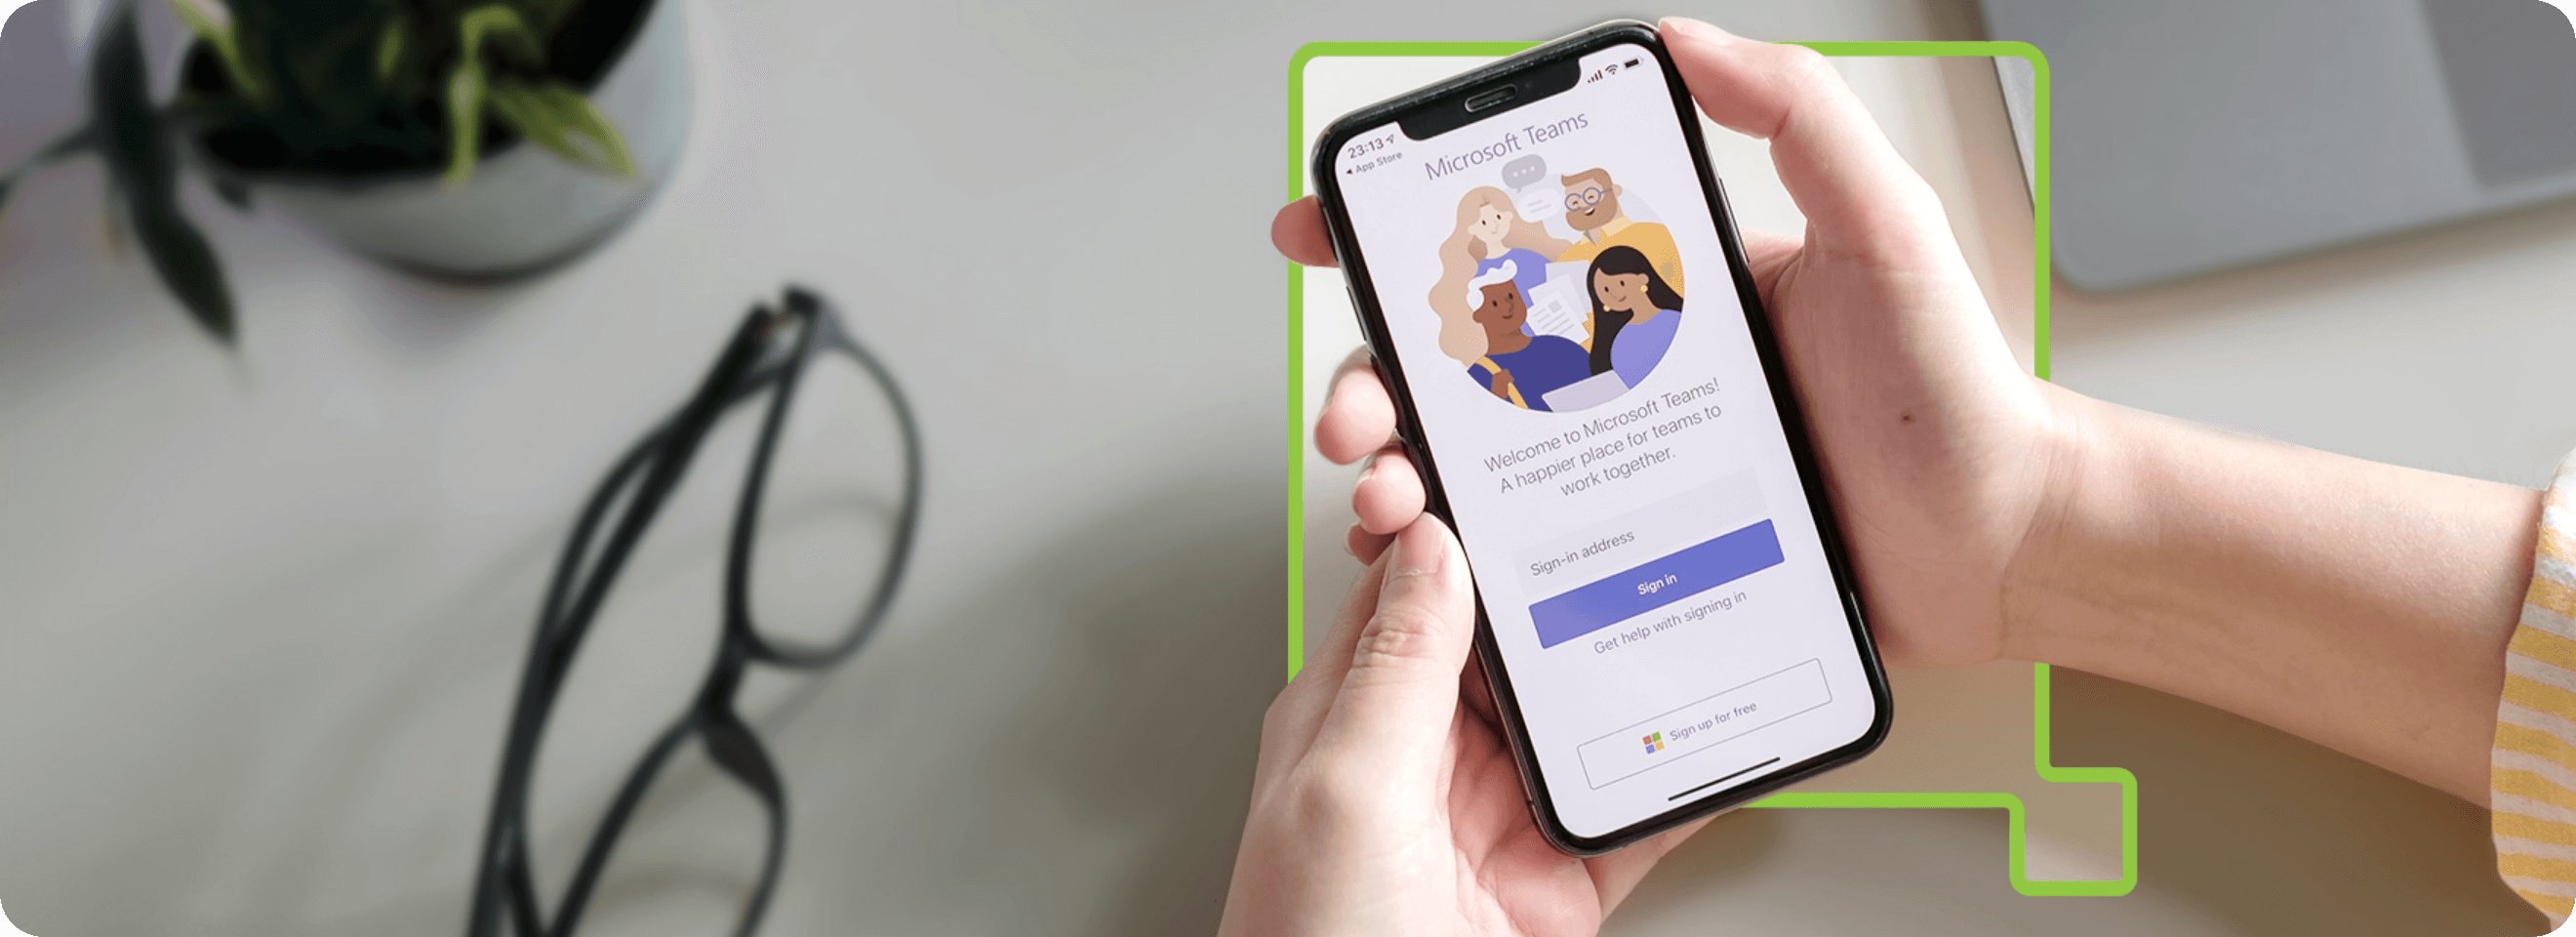 23:13
App Store
Microsoft Teams
Welcome to Microsoft Teams!
A happier place for teams to
work together.
Sign-in address
Sign in
Get help with signing in
Sign up for free